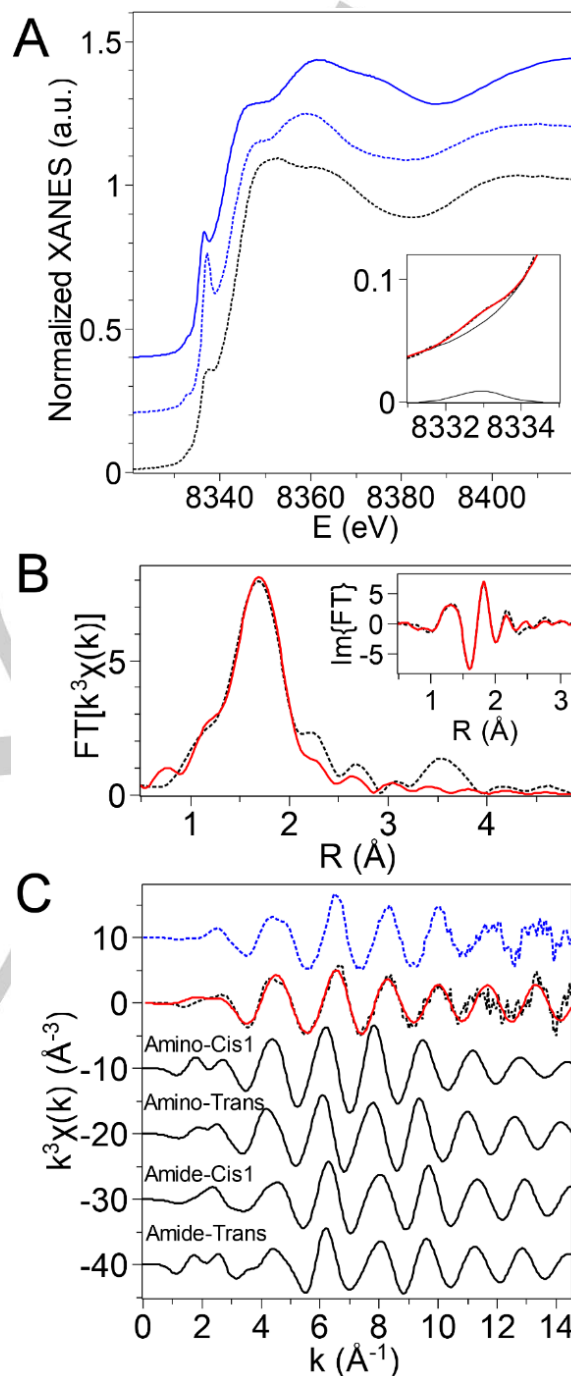 A
Normalized XANES (a.u.)
1.5
1
0.5
0
0.1
0
8332 8334
8340 8360 8380 8400
E (eV)
B
FT[k³χ(k)]
5
0
Im{FT}
5
0
-5
1 2 3
R (Å)
1 2 3 4
R (Å)
C
k³χ(k) (Å⁻³)
10
0
Amino-Cis1
-10
Amino-Trans
-20
Amide-Cis1
-30
Amide-Trans
-40
0 2 4 6 8 10 12 14
k (Å⁻¹)